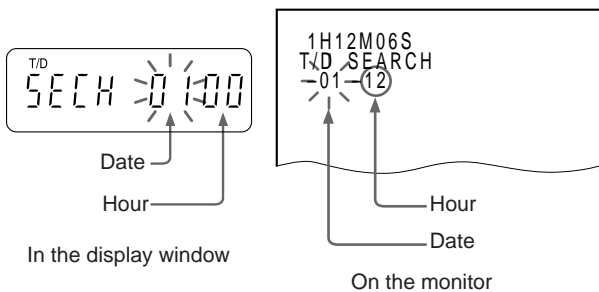 T/D
SECH 01:00
Date
Hour
In the display window
1H12M06S
T/D SEARCH
–01 –12
Hour
Date
On the monitor